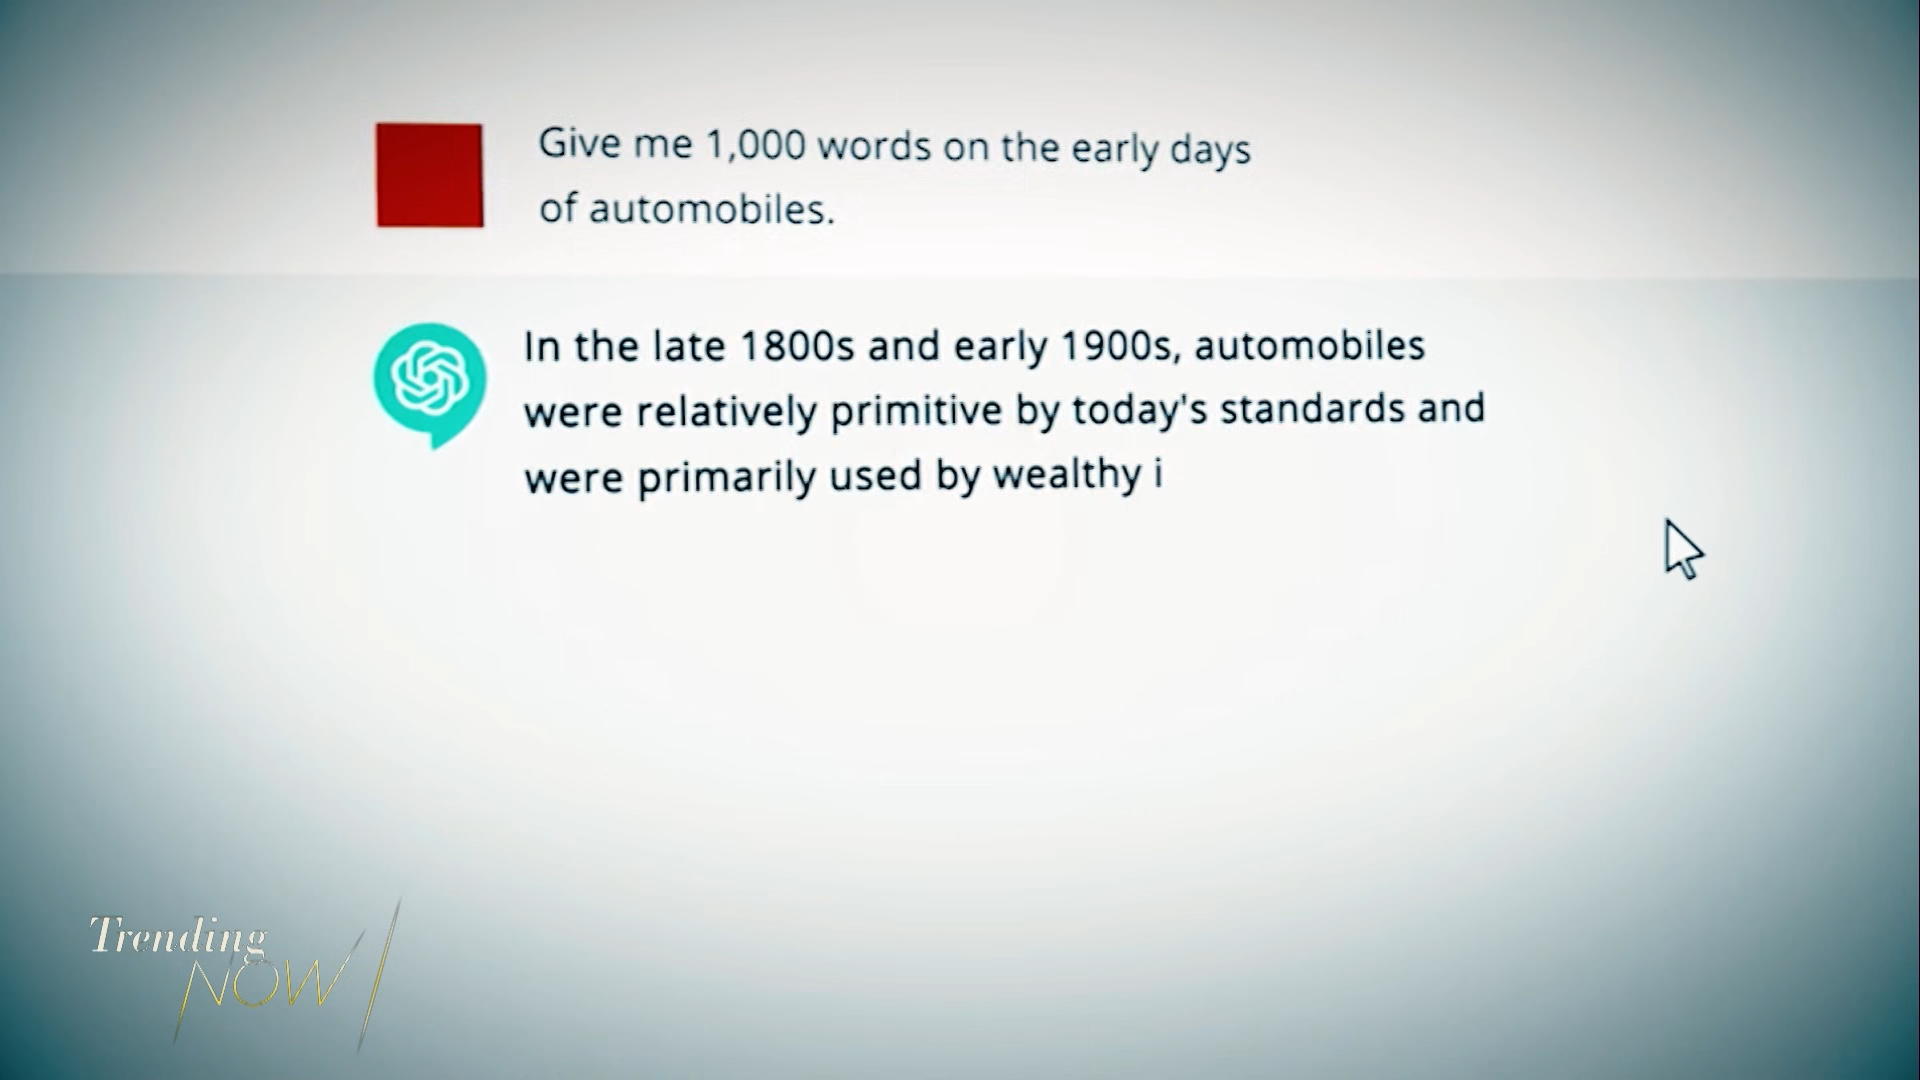 Give me 1,000 words on the early days
of automobiles.
In the late 1800s and early 1900s, automobiles
were relatively primitive by today's standards and
were primarily used by wealthy i
Trending
NOW